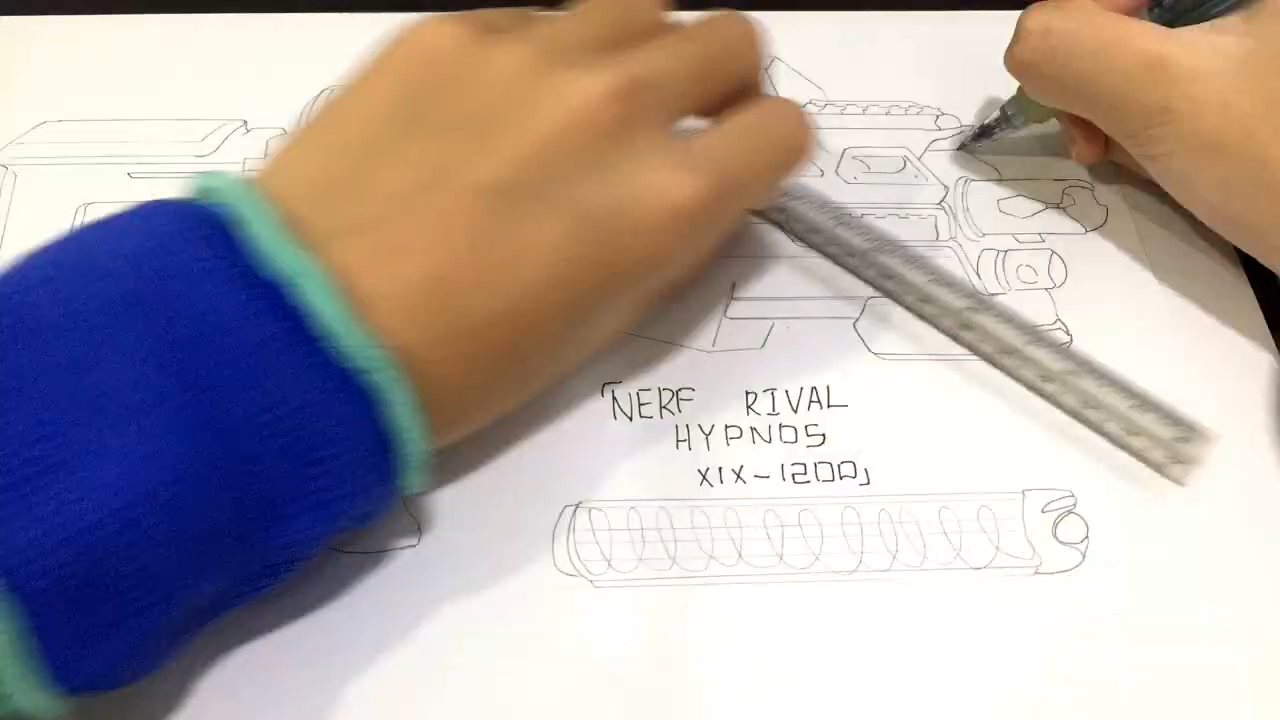 「NERF RIVAL
HYPNOS
XIX-1200」